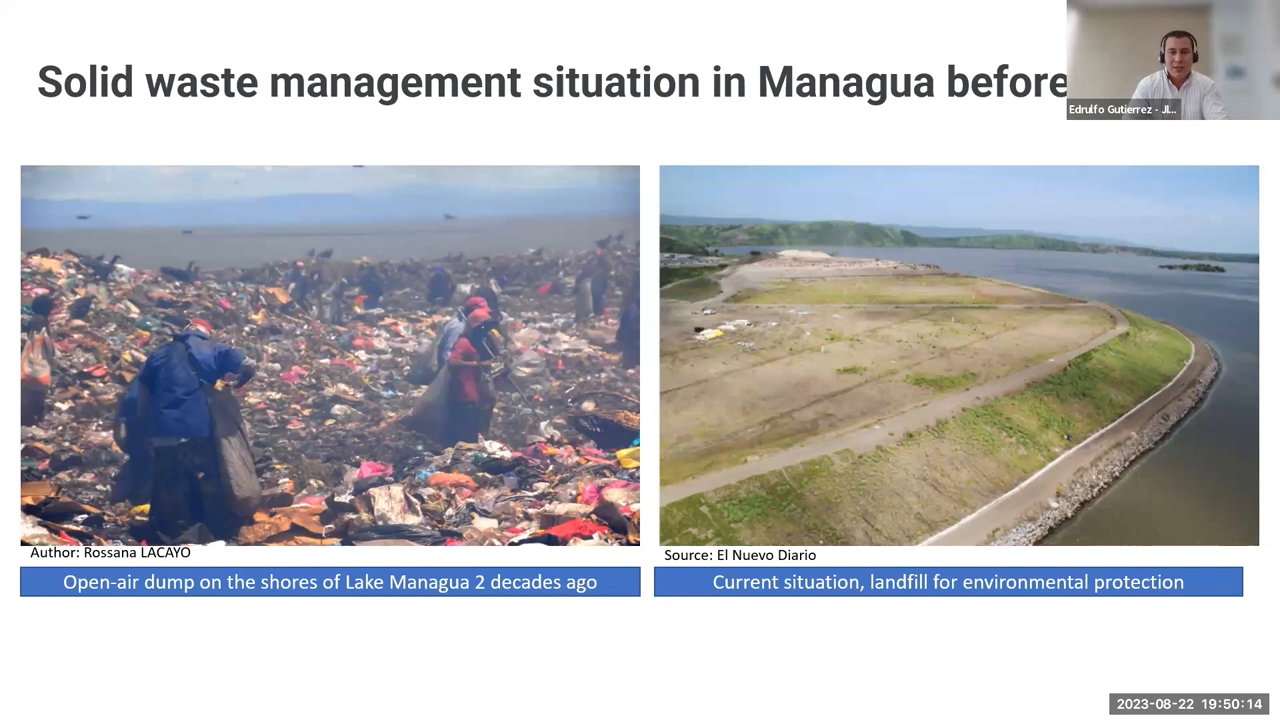 Solid waste management situation in Managua before
Edrulfo Gutierrez - JI...
Author: Rossana LACAYO
Source: El Nuevo Diario
Open-air dump on the shores of Lake Managua 2 decades ago
Current situation, landfill for environmental protection
2023-08-22 19:50:14